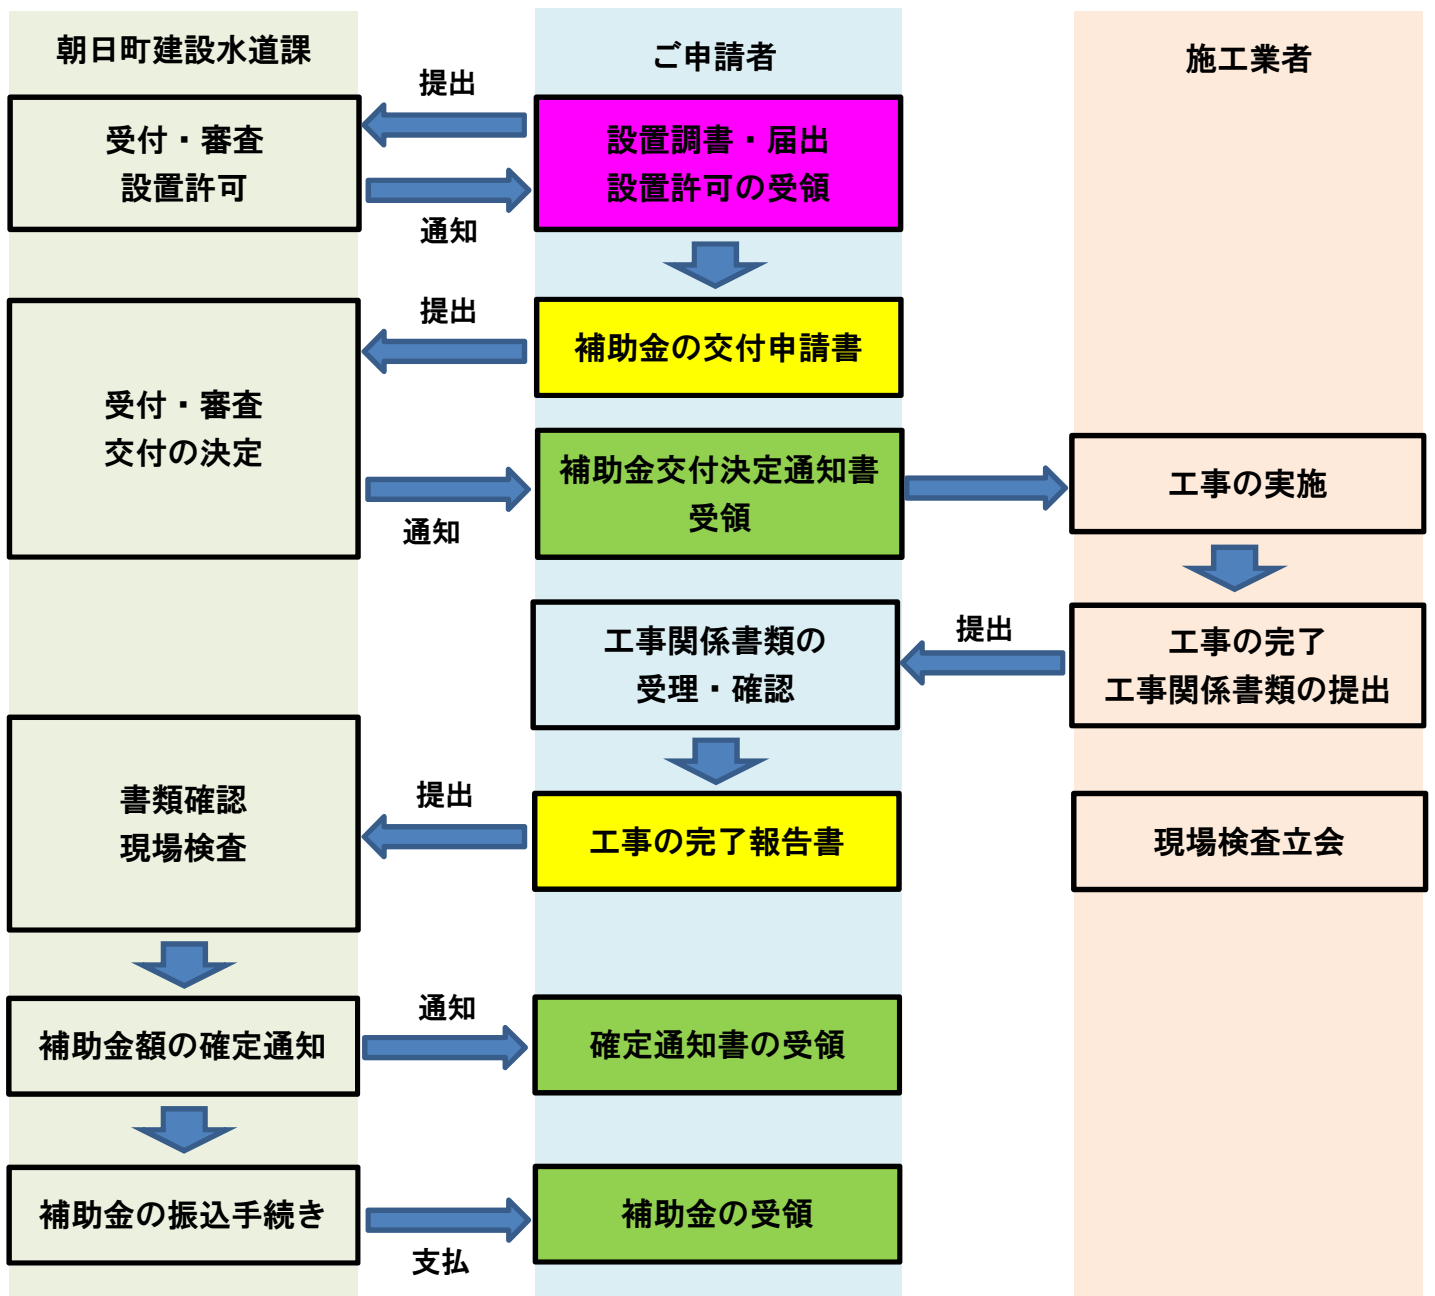 朝日町建設水道課
ご申請者
施工業者
提出
受付・審査
設置許可
設置調書・届出
設置許可の受領
通知
提出
補助金の交付申請書
受付・審査
交付の決定
補助金交付決定通知書
受領
工事の実施
通知
工事関係書類の
受理・確認
提出
工事の完了
工事関係書類の提出
書類確認
現場検査
提出
工事の完了報告書
現場検査立会
補助金額の確定通知
通知
確定通知書の受領
補助金の振込手続き
支払
補助金の受領